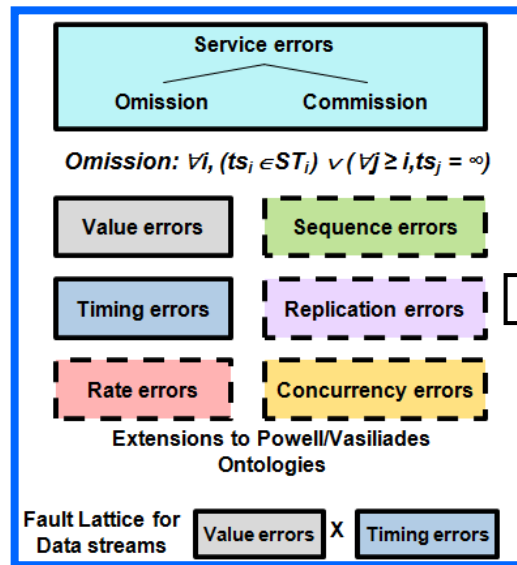 Service errors
Omission Commission
Omission: ∀i, (tsᵢ ∈STᵢ) ∨ (∀j ≥ i,tsⱼ = ∞)
Value errors Sequence errors
Timing errors Replication errors
Rate errors Concurrency errors
Extensions to Powell/Vasiliades
Ontologies
Fault Lattice for
Data streams Value errors X Timing errors